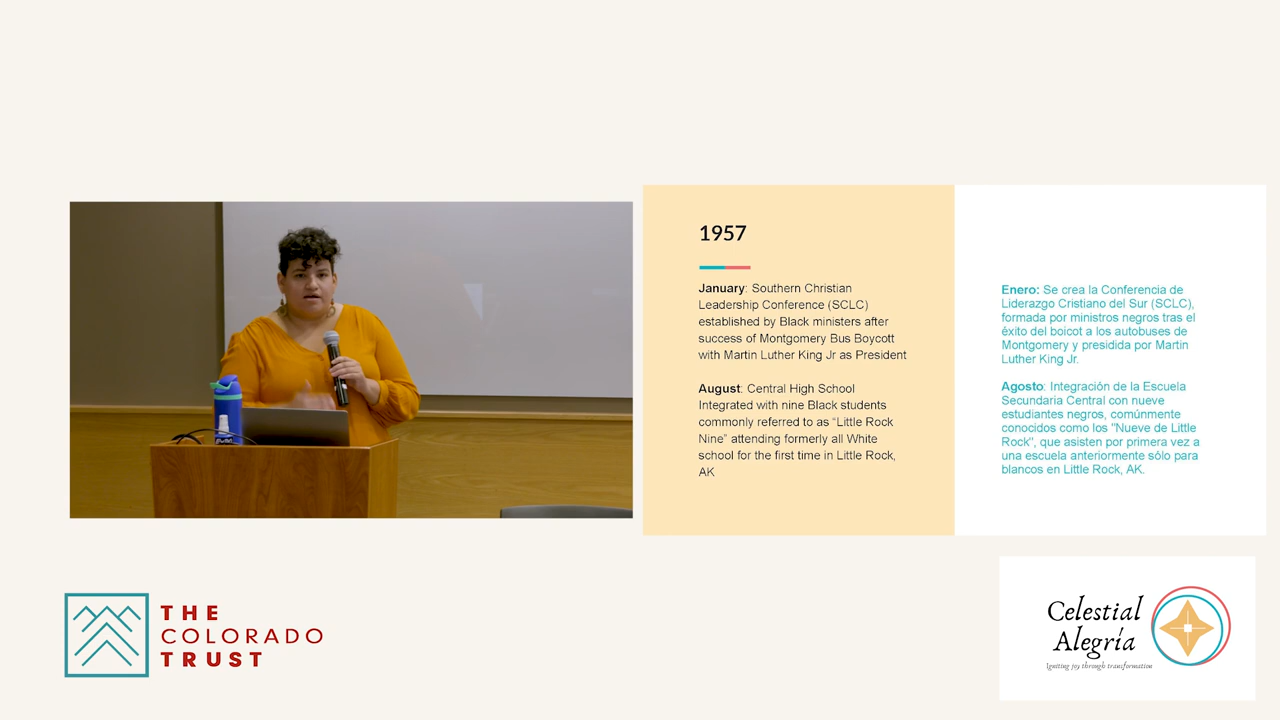 1957
January: Southern Christian
Leadership Conference (SCLC)
established by Black ministers after
success of Montgomery Bus Boycott
with Martin Luther King Jr as President
August: Central High School
Integrated with nine Black students
commonly referred to as “Little Rock
Nine” attending formerly all White
school for the first time in Little Rock,
AK
Enero: Se crea la Conferencia de
Liderazgo Cristiano del Sur (SCLC),
formada por ministros negros tras el
éxito del boicot a los autobuses de
Montgomery y presidida por Martin
Luther King Jr.
Agosto: Integración de la Escuela
Secundaria Central con nueve
estudiantes negros, comúnmente
conocidos como los "Nueve de Little
Rock", que asisten por primera vez a
una escuela anteriormente sólo para
blancos en Little Rock, AK.
THE
COLORADO
TRUST
Celestial
Alegría
Igniting joy through transformation